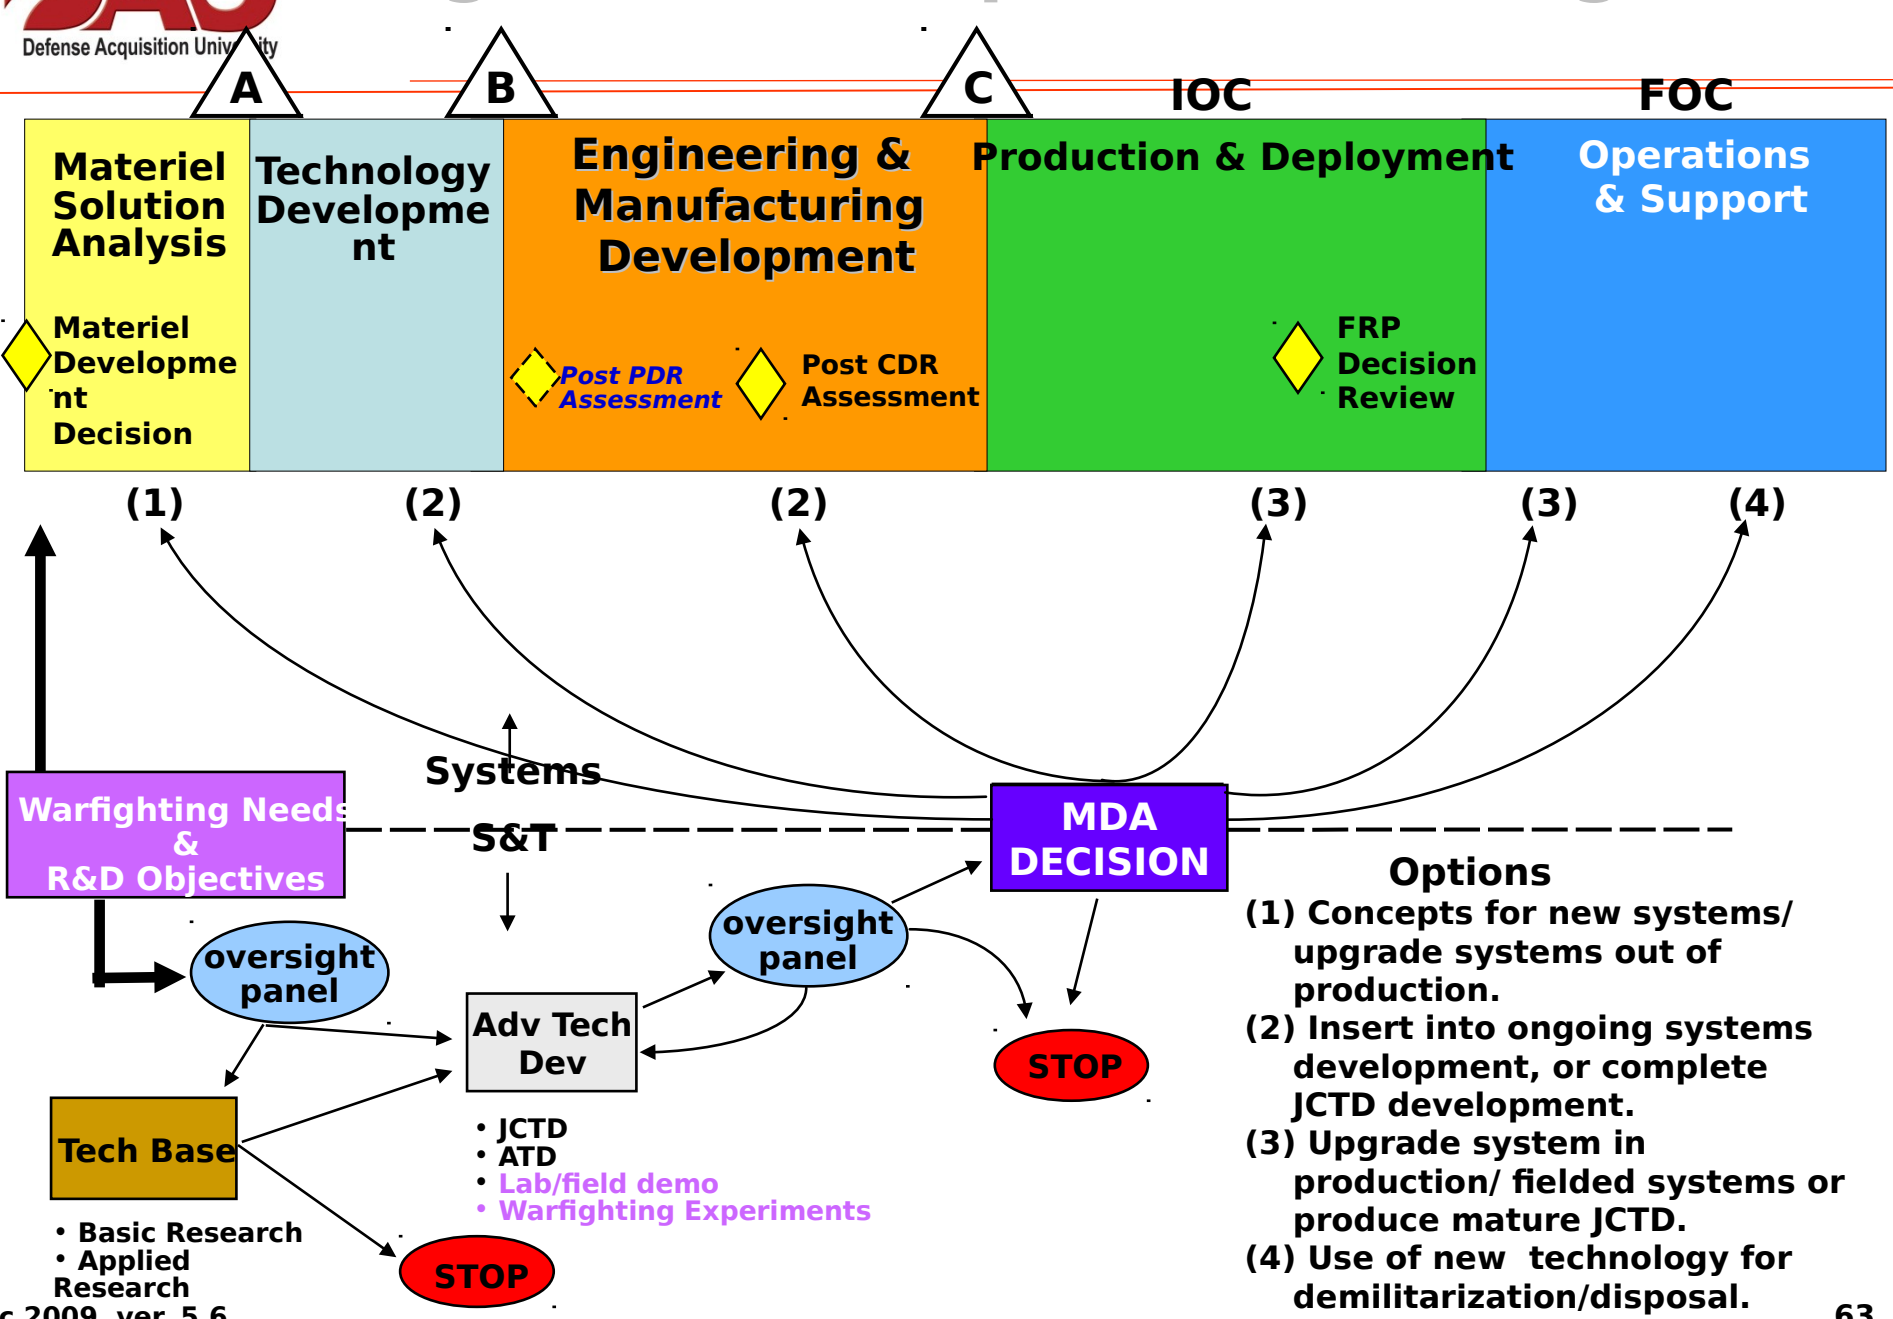 Defense Acquisition University
A
B
C
IOC
FOC
Materiel
Solution
Analysis
Technology
Developme
nt
Engineering &
Manufacturing
Development
Production & Deployment
Operations
& Support
Materiel
Developme
nt
Decision
Post PDR
Assessment
Post CDR
Assessment
FRP
Decision
Review
(1)
(2)
(2)
(3)
(3)
(4)
Systems
S&T
Warfighting Needs
&
R&D Objectives
MDA
DECISION
oversight
panel
oversight
panel
Adv Tech
Dev
STOP
• JCTD
• ATD
• Lab/field demo
• Warfighting Experiments
Tech Base
• Basic Research
• Applied
Research
STOP
Options
(1) Concepts for new systems/
upgrade systems out of
production.
(2) Insert into ongoing systems
development, or complete
JCTD development.
(3) Upgrade system in
production/ fielded systems or
produce mature JCTD.
(4) Use of new  technology for
demilitarization/disposal.
c 2009, ver. 5.6
63